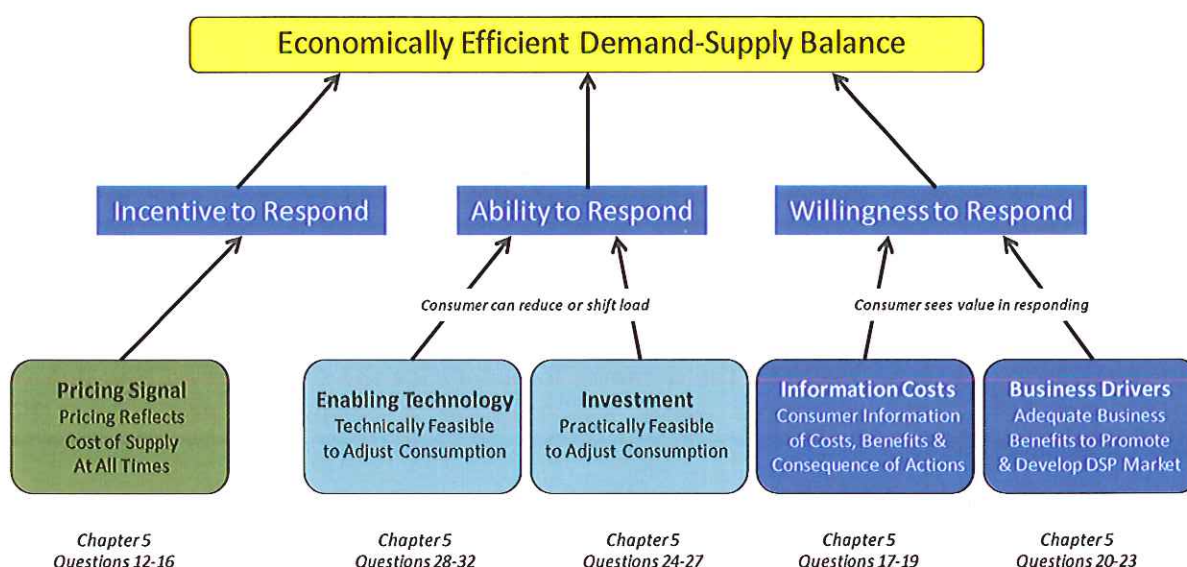 Economically Efficient Demand-Supply Balance
Incentive to Respond
Ability to Respond
Willingness to Respond
Consumer can reduce or shift load
Consumer sees value in responding
Pricing Signal
Pricing Reflects
Cost of Supply
At All Times
Enabling Technology
Technically Feasible
to Adjust Consumption
Investment
Practically Feasible
to Adjust Consumption
Information Costs
Consumer Information
of Costs, Benefits &
Consequence of Actions
Business Drivers
Adequate Business
Benefits to Promote
& Develop DSP Market
Chapter 5
Questions 12-16
Chapter 5
Questions 28-32
Chapter 5
Questions 24-27
Chapter 5
Questions 17-19
Chapter 5
Questions 20-23